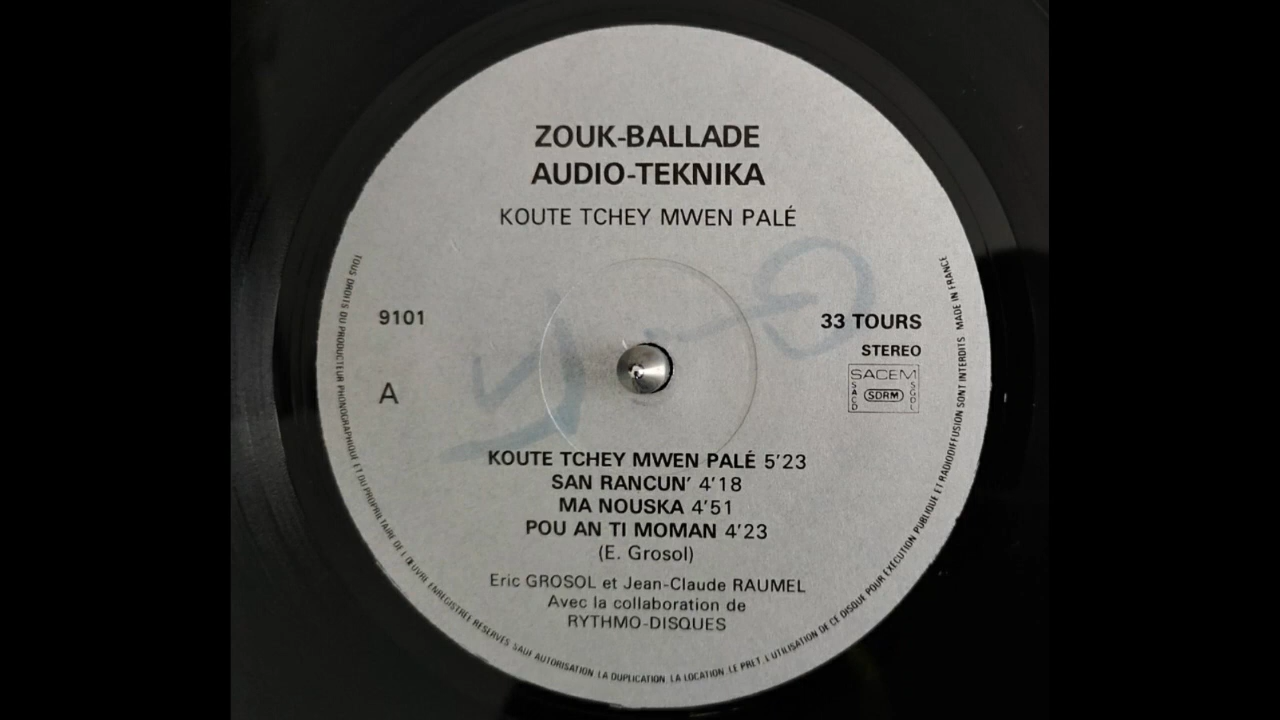 ZOUK-BALLADE
AUDIO-TEKNIKA
KOUTE TCHEY MWEN PALÉ
9101
33 TOURS
STEREO
A
SACEM
SACD
SDRM
SGDL
KOUTE TCHEY MWEN PALÉ 5'23
SAN RANCUN' 4'18
MA NOUSKA 4'51
POU AN TI MOMAN 4'23
(E. Grosol)
Eric GROSOL et Jean-Claude RAUMEL
Avec la collaboration de
RYTHMO-DISQUES
TOUS DROITS DU PRODUCTEUR PHONOGRAPHIQUE ET DU PROPRIETAIRE DE L'ŒUVRE ENREGISTREE RESERVES SAUF AUTORISATION LA DUPLICATION, LA LOCATION, LE PRET, L'UTILISATION DE CE DISQUE POUR EXECUTION PUBLIQUE ET RADIODIFFUSION SONT INTERDITS MADE IN FRANCE